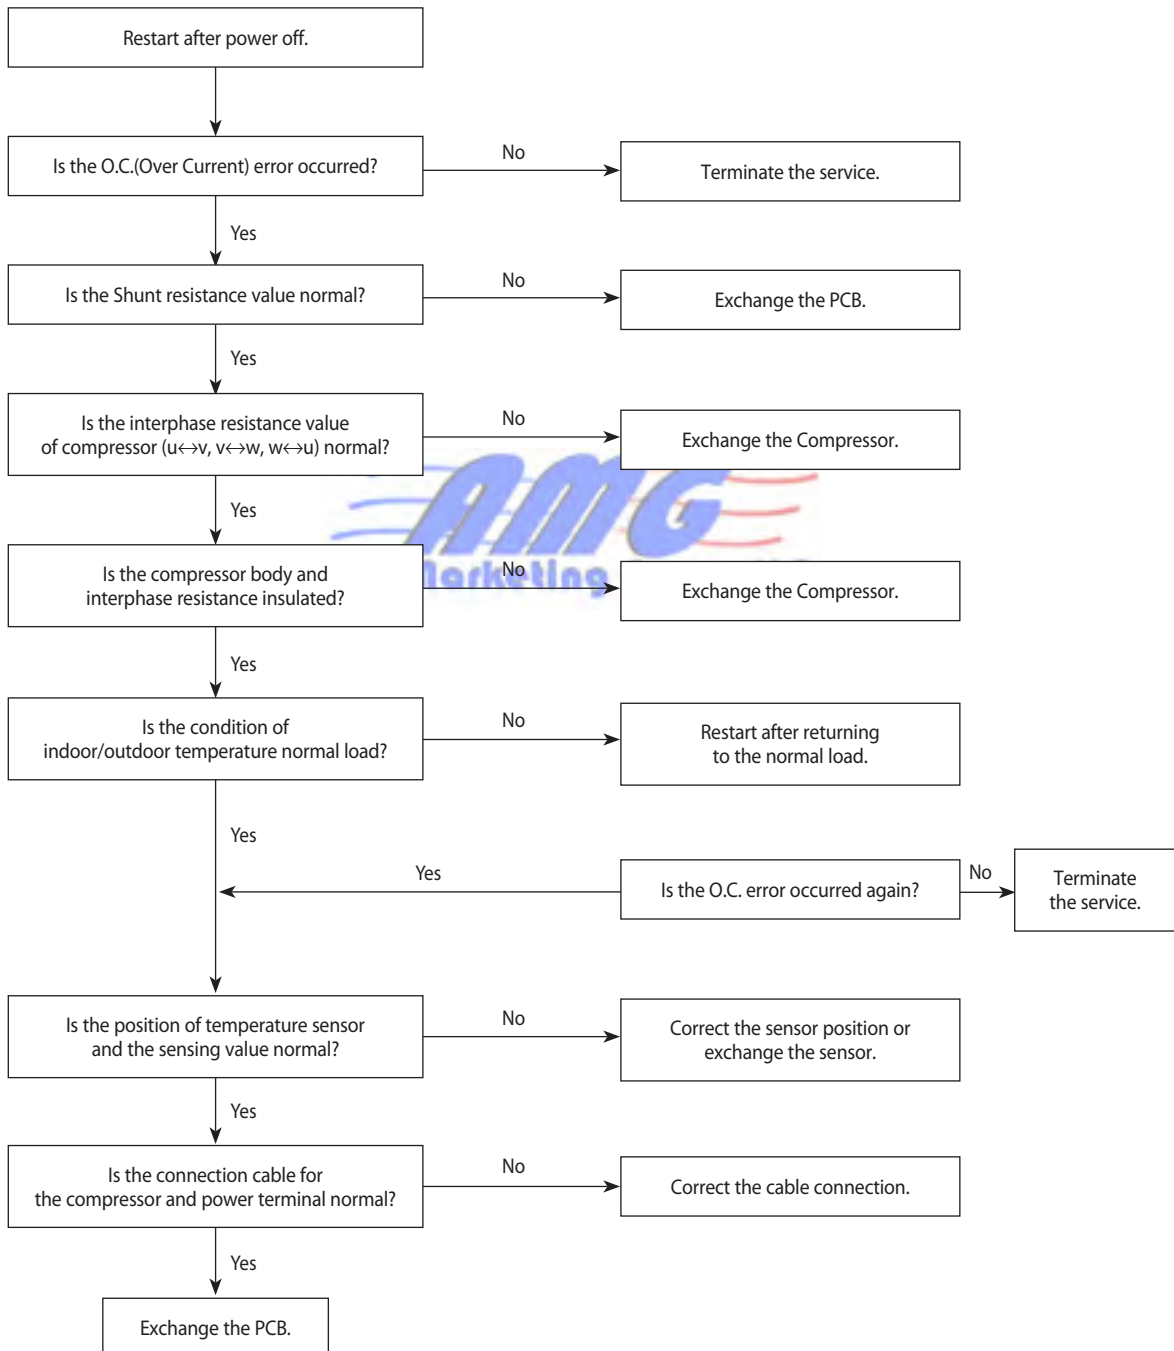 Restart after power off.
Is the O.C.(Over Current) error occurred?
No
Terminate the service.
Yes
Is the Shunt resistance value normal?
No
Exchange the PCB.
Yes
Is the interphase resistance value
of compressor (u↔v, v↔w, w↔u) normal?
No
Exchange the Compressor.
AMG
Marketing
Yes
Is the compressor body and
interphase resistance insulated?
No
Exchange the Compressor.
Yes
Is the condition of
indoor/outdoor temperature normal load?
No
Restart after returning
to the normal load.
Yes
Yes
Is the O.C. error occurred again?
No
Terminate
the service.
Is the position of temperature sensor
and the sensing value normal?
No
Correct the sensor position or
exchange the sensor.
Yes
Is the connection cable for
the compressor and power terminal normal?
No
Correct the cable connection.
Yes
Exchange the PCB.